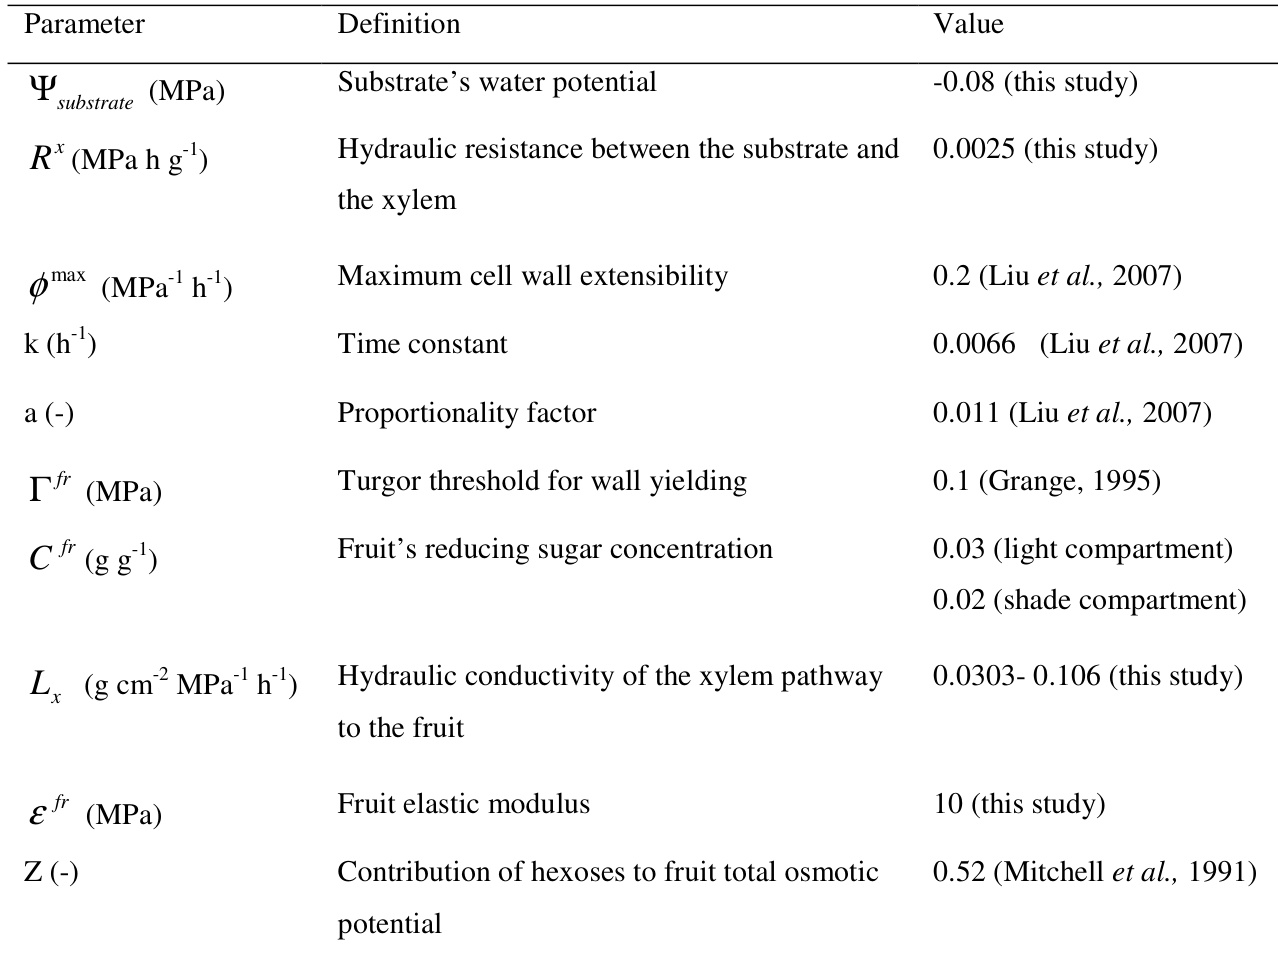 Parameter Definition Value
Ψsubstrate (MPa) Substrate’s water potential -0.08 (this study)
R^x (MPa h g^-1) Hydraulic resistance between the substrate and 0.0025 (this study)
the xylem
ϕ^max (MPa^-1 h^-1) Maximum cell wall extensibility 0.2 (Liu et al., 2007)
k (h^-1) Time constant 0.0066 (Liu et al., 2007)
a (-) Proportionality factor 0.011 (Liu et al., 2007)
Γ^fr (MPa) Turgor threshold for wall yielding 0.1 (Grange, 1995)
C^fr (g g^-1) Fruit’s reducing sugar concentration 0.03 (light compartment)
0.02 (shade compartment)
L_x (g cm^-2 MPa^-1 h^-1) Hydraulic conductivity of the xylem pathway 0.0303- 0.106 (this study)
to the fruit
ε^fr (MPa) Fruit elastic modulus 10 (this study)
Z (-) Contribution of hexoses to fruit total osmotic 0.52 (Mitchell et al., 1991)
potential